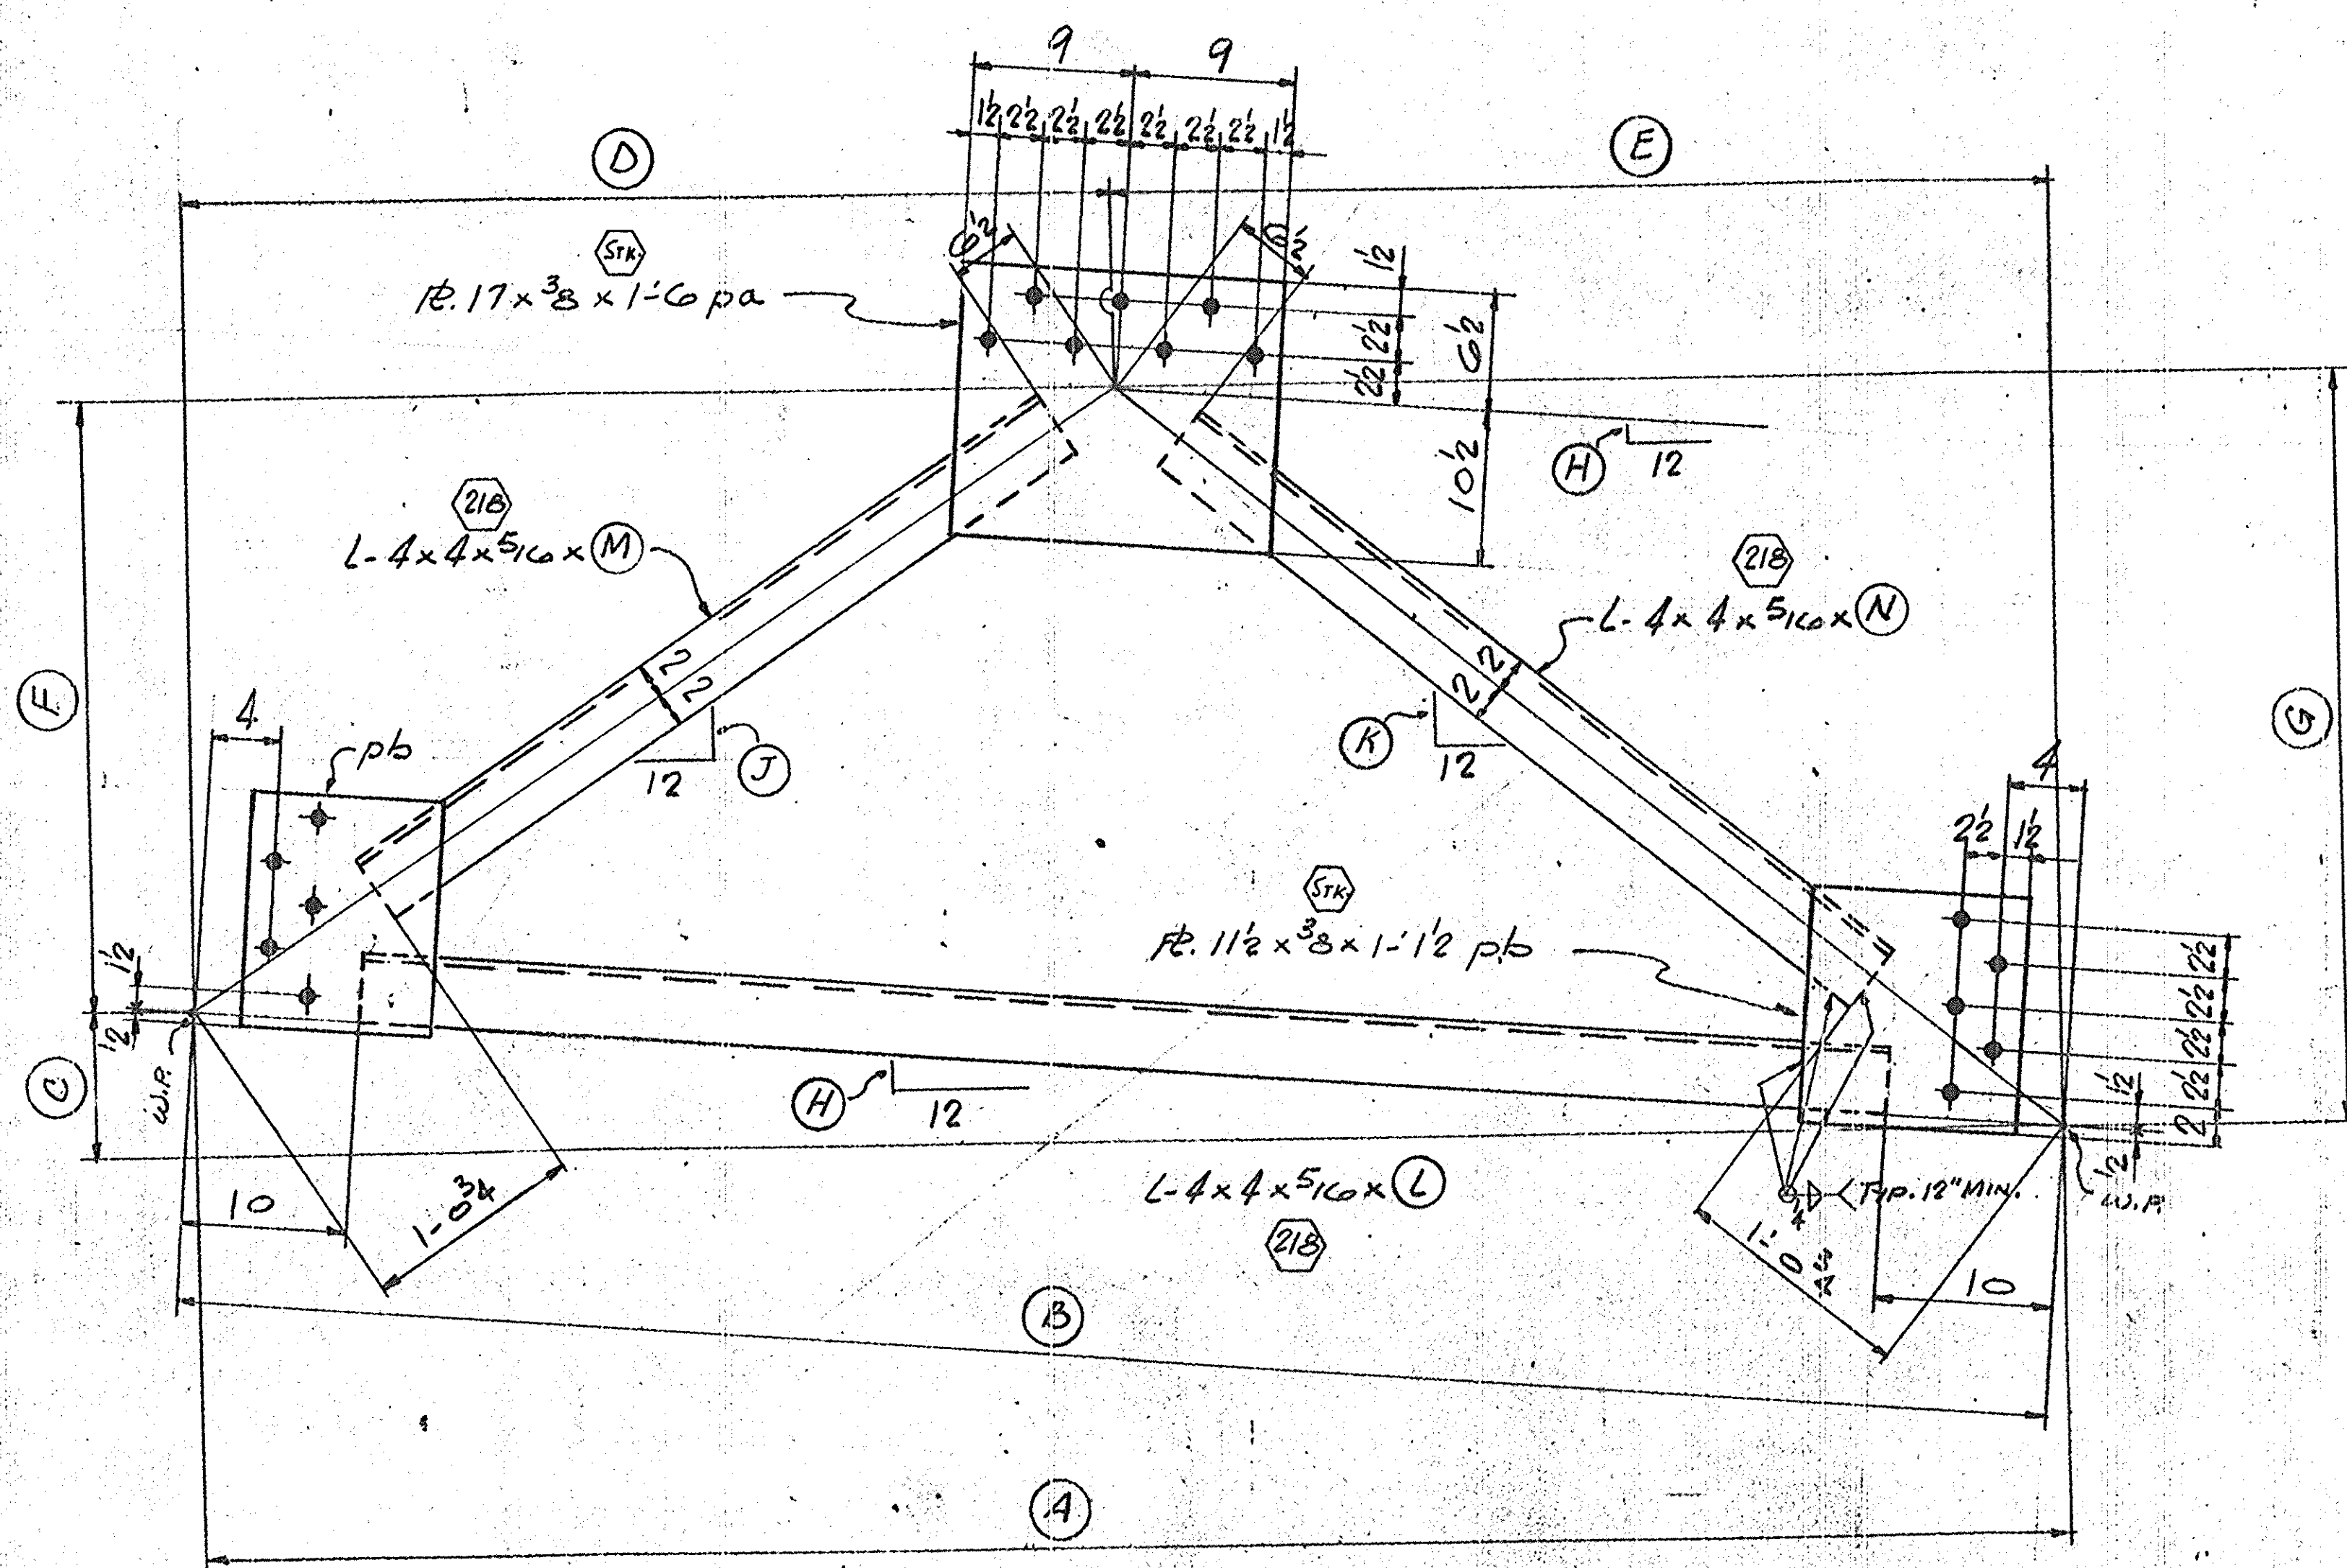 9 9
1½ 2½ 2½ 2½ 2½ 2½ 2½ 1½
D E
STK.
PL. 17 x 3/8 x 1'-6 pa
6½ 6½
1½
2½
2½
6½
10½
H
12
218
L-4 x 4 x 5/16 x M
218
L-4 x 4 x 5/16 x N
2
2
2
2
F
G
4
pb
J
12
K
12
4
2½ 1½
STK.
PL. 11½ x 3/8 x 1'-1½ pb
1½
½
W.P.
C
H
12
2½
2½
2½
2½
2
1½
½
W.P.
L-4 x 4 x 5/16 x L
218
¼
TYP. 12" MIN.
10
1'-0¾
1'-0¾
10
B
A